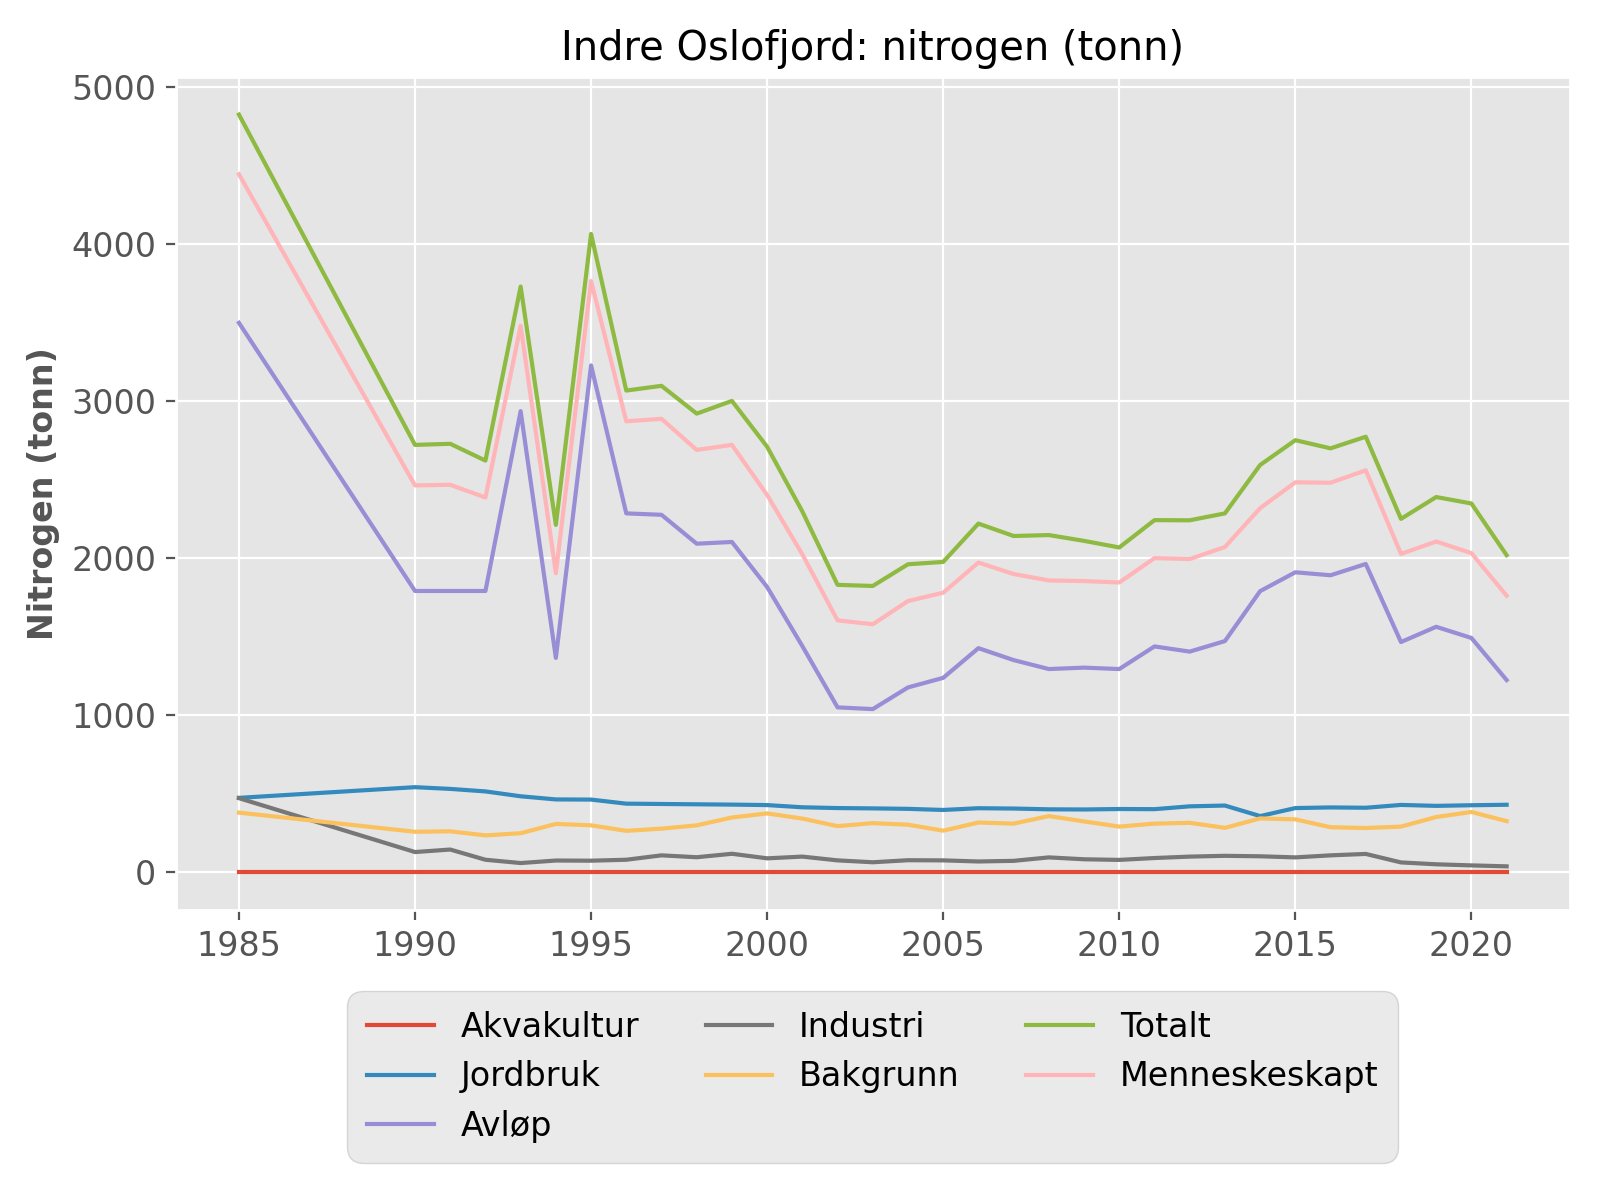 Indre Oslofjord: nitrogen (tonn)
Nitrogen (tonn)
5000
4000
3000
2000
1000
0
1985 1990 1995 2000 2005 2010 2015 2020
Akvakultur Industri Totalt
Jordbruk Bakgrunn Menneskeskapt
Avløp